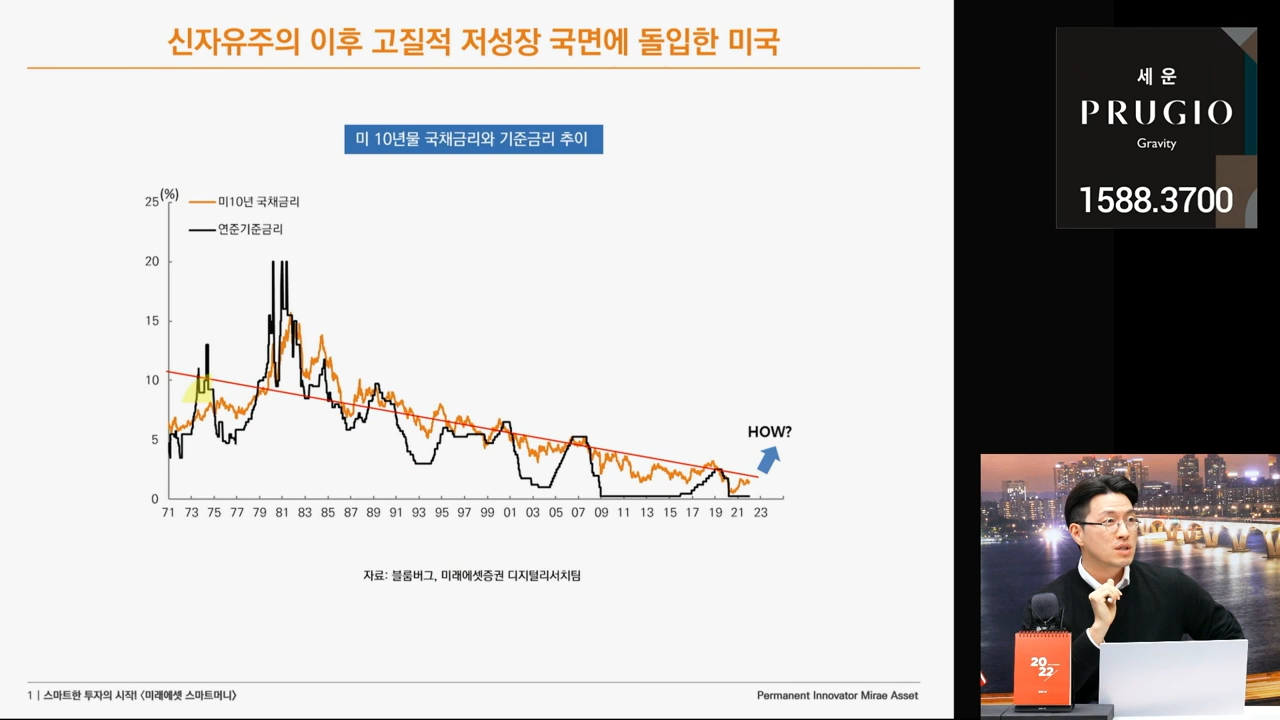 신자유주의 이후 고질적 저성장 국면에 돌입한 미국
미 10년물 국채금리와 기준금리 추이
(%)
미10년 국채금리
연준기준금리
25
20
15
10
5
0
HOW?
71 73 75 77 79 81 83 85 87 89 91 93 95 97 99 01 03 05 07 09 11 13 15 17 19 21 23
자료: 블룸버그, 미래에셋증권 디지털리서치팀
1 | 스마트한 투자의 시작! <미래에셋 스마트머니>
Permanent Innovator Mirae Asset
세운
PRUGIO
Gravity
1588.3700
20
22